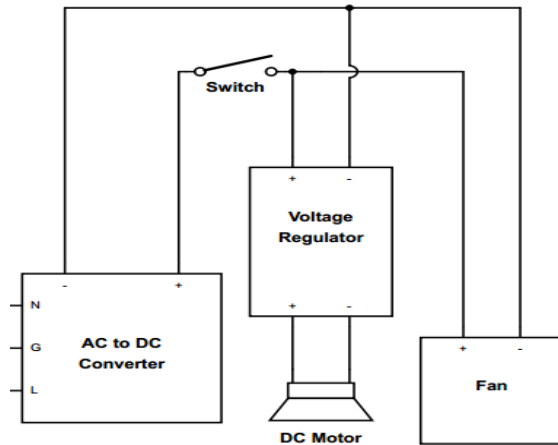 Switch
+ -
Voltage
Regulator
- +
N
+ -
AC to DC
Converter
G
+ -
L
Fan
DC Motor